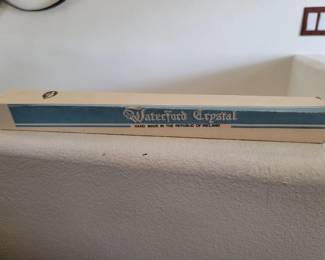 Waterford Crystal
HAND MADE IN THE REPUBLIC OF IRELAND